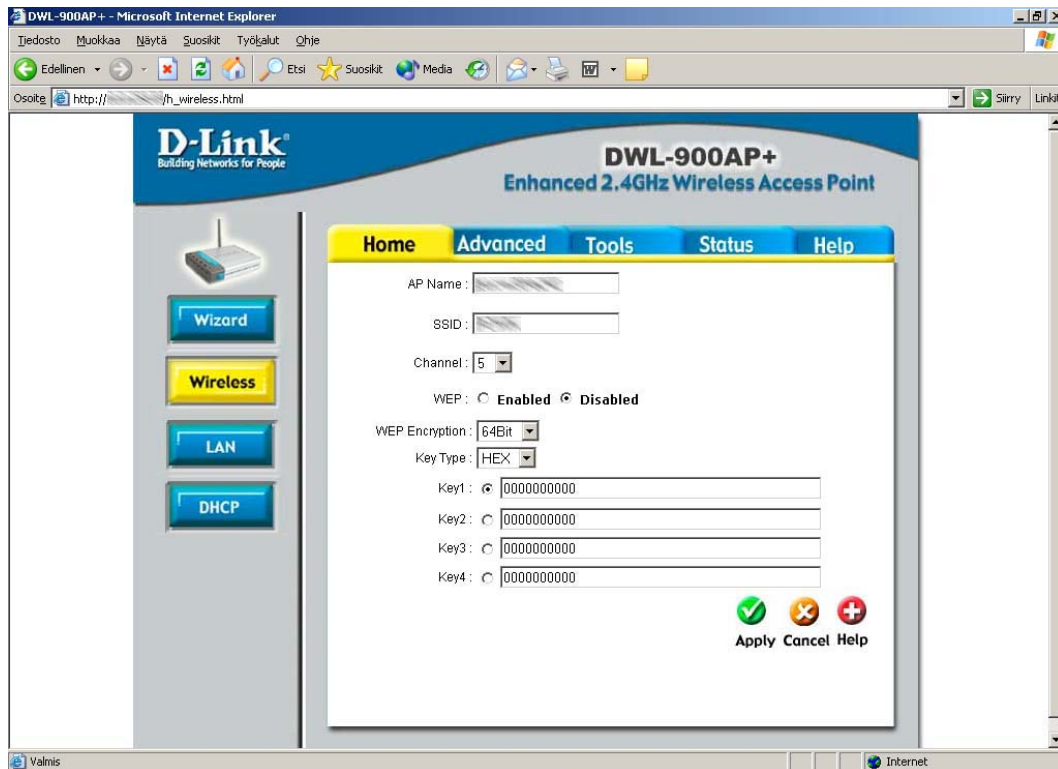 DWL-900AP+ - Microsoft Internet Explorer
Tiedosto Muokkaa Näytä Suosikit Työkalut Ohje
Edellinen Etsi Suosikit Media
Osoite http:// /h_wireless.html Siirry Linkit
D-Link®
Building Networks for People
DWL-900AP+
Enhanced 2.4GHz Wireless Access Point
Home Advanced Tools Status Help
Wizard
Wireless
LAN
DHCP
AP Name :
SSID :
Channel : 5
WEP : Enabled Disabled
WEP Encryption : 64Bit
Key Type : HEX
Key1 : 0000000000
Key2 : 0000000000
Key3 : 0000000000
Key4 : 0000000000
Apply Cancel Help
Valmis Internet